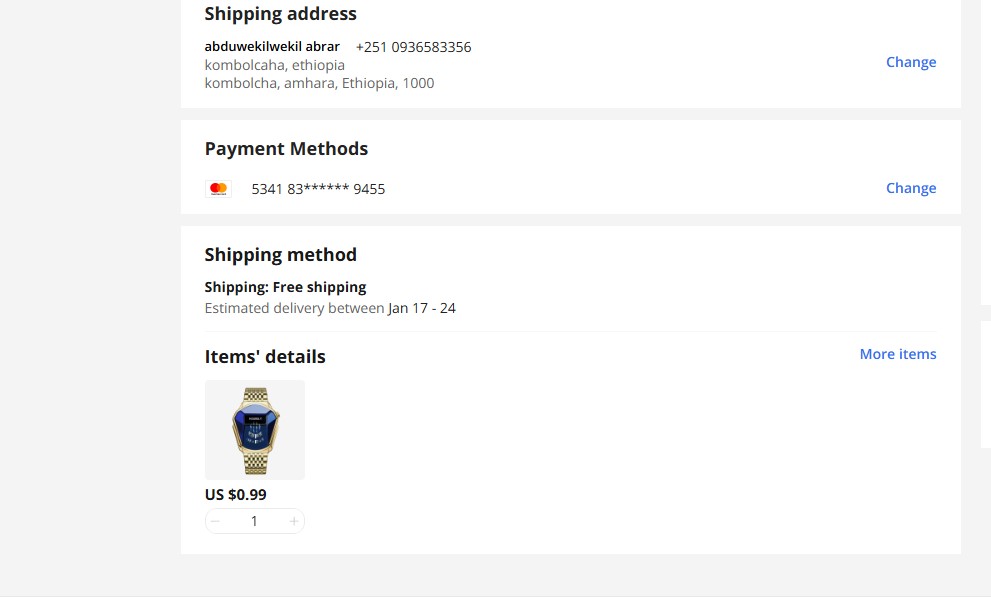 Shipping address
abduwekilwekil abrar +251 0936583356
kombolcaha, ethiopia
Change
kombolcha, amhara, Ethiopia, 1000
Payment Methods
5341 83****** 9455
Change
Shipping method
Shipping: Free shipping
Estimated delivery between Jan 17 - 24
Items' details
More items
US $0.99
− 1 +